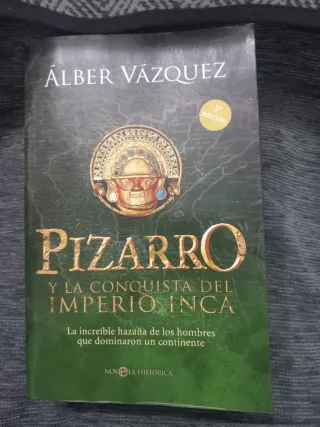 ÁLBER VÁZQUEZ
3ª
edición
PIZARRO
Y LA CONQUISTA DEL
IMPERIO INCA
La increíble hazaña de los hombres
que dominaron un continente
NOVELA HISTÓRICA